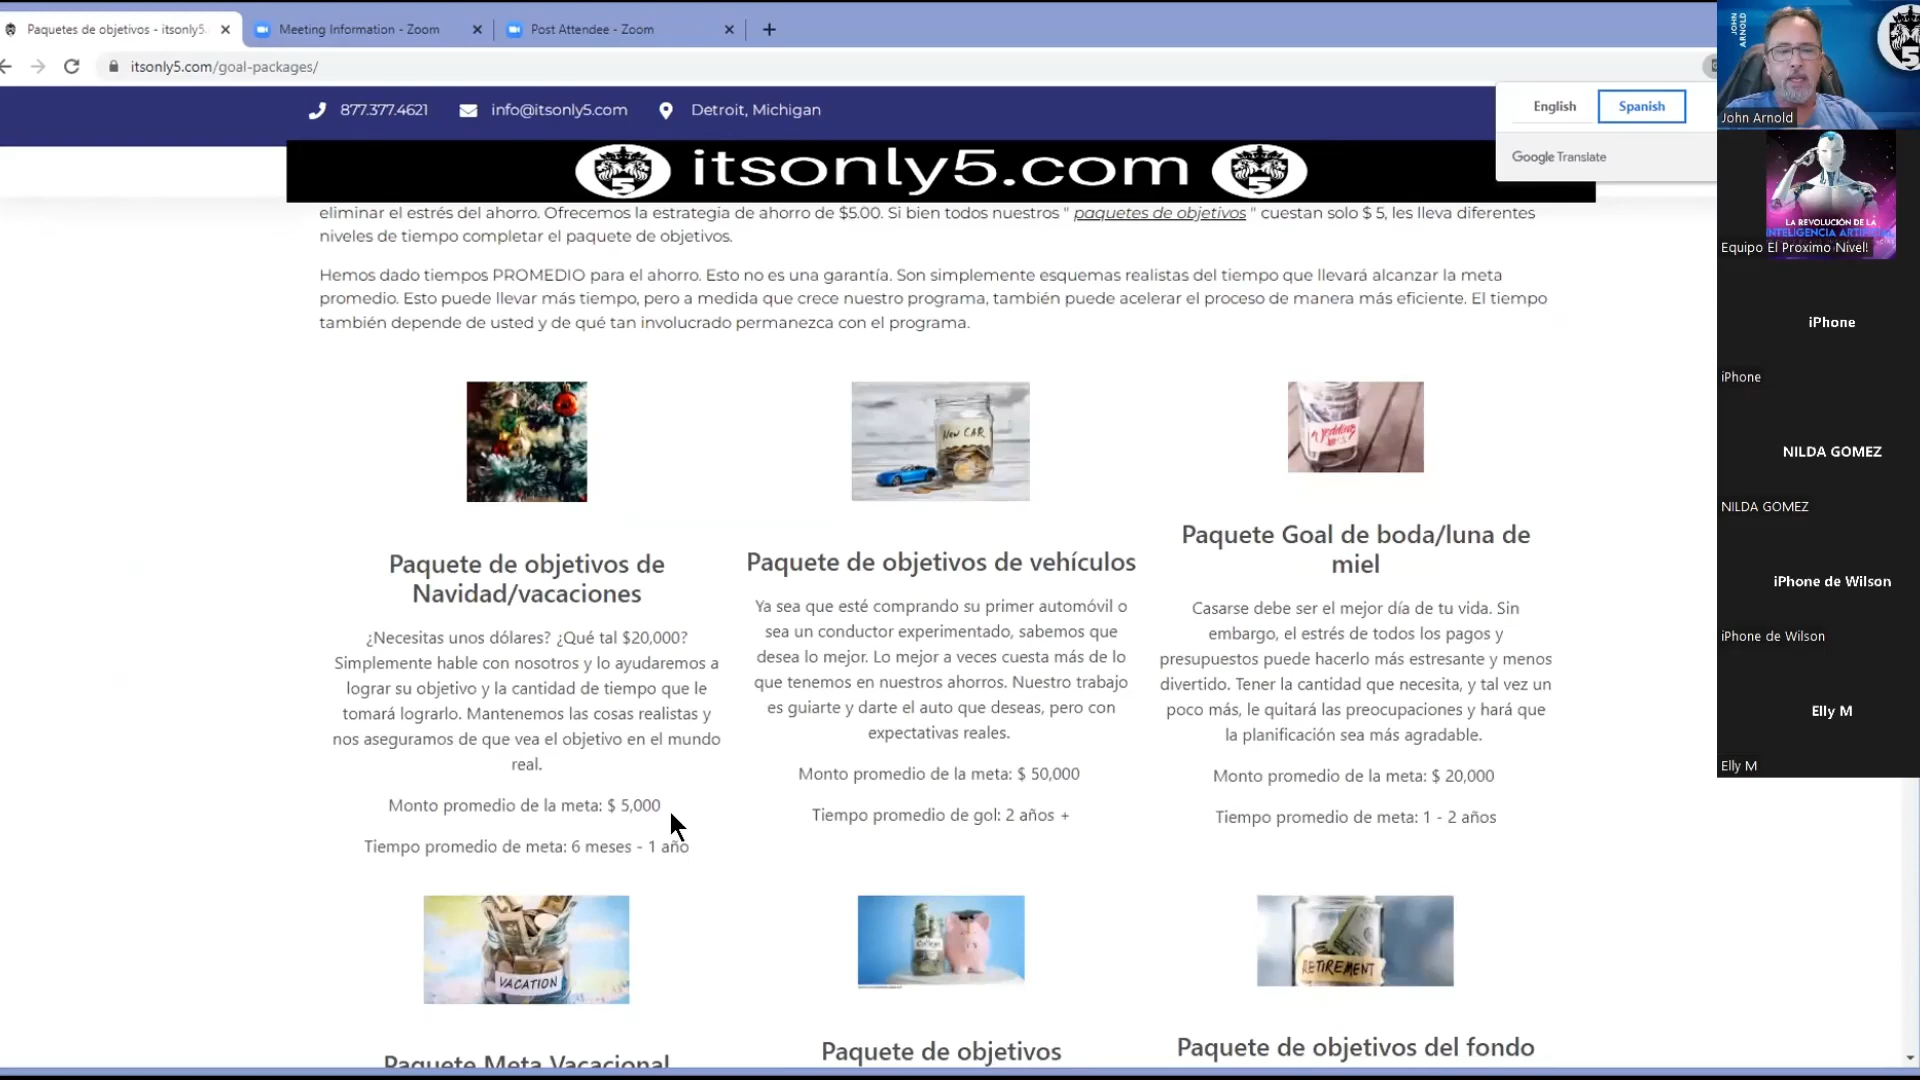 Paquetes de objetivos - itsonly5.
Meeting Information - Zoom
Post Attendee - Zoom
itsonly5.com/goal-packages/
877.377.4621
info@itsonly5.com
Detroit, Michigan
English
Spanish
Google Translate
5 itsonly5.com 5
eliminar el estrés del ahorro. Ofrecemos la estrategia de ahorro de $5.00. Si bien todos nuestros " paquetes de objetivos " cuestan solo $ 5, les lleva diferentes
niveles de tiempo completar el paquete de objetivos.
Hemos dado tiempos PROMEDIO para el ahorro. Esto no es una garantía. Son simplemente esquemas realistas del tiempo que llevará alcanzar la meta
promedio. Esto puede llevar más tiempo, pero a medida que crece nuestro programa, también puede acelerar el proceso de manera más eficiente. El tiempo
también depende de usted y de qué tan involucrado permanezca con el programa.
Paquete de objetivos de
Navidad/vacaciones
¿Necesitas unos dólares? ¿Qué tal $20,000?
Simplemente hable con nosotros y lo ayudaremos a
lograr su objetivo y la cantidad de tiempo que le
tomará lograrlo. Mantenemos las cosas realistas y
nos aseguramos de que vea el objetivo en el mundo
real.
Monto promedio de la meta: $ 5,000
Tiempo promedio de meta: 6 meses - 1 año
New CAR
Paquete de objetivos de vehículos
Ya sea que esté comprando su primer automóvil o
sea un conductor experimentado, sabemos que
desea lo mejor. Lo mejor a veces cuesta más de lo
que tenemos en nuestros ahorros. Nuestro trabajo
es guiarte y darte el auto que deseas, pero con
expectativas reales.
Monto promedio de la meta: $ 50,000
Tiempo promedio de gol: 2 años +
Wedding
Paquete Goal de boda/luna de
miel
Casarse debe ser el mejor día de tu vida. Sin
embargo, el estrés de todos los pagos y
presupuestos puede hacerlo más estresante y menos
divertido. Tener la cantidad que necesita, y tal vez un
poco más, le quitará las preocupaciones y hará que
la planificación sea más agradable.
Monto promedio de la meta: $ 20,000
Tiempo promedio de meta: 1 - 2 años
VACATION
Paquete Meta Vacacional
Paquete de objetivos
RETIREMENT
Paquete de objetivos del fondo
JOHN
ARNOLD
5
John Arnold
LA REVOLUCIÓN DE LA
INTELIGENCIA ARTIFICIAL
Equipo El Proximo Nivel!
iPhone
iPhone
NILDA GOMEZ
NILDA GOMEZ
iPhone de Wilson
iPhone de Wilson
Elly M
Elly M